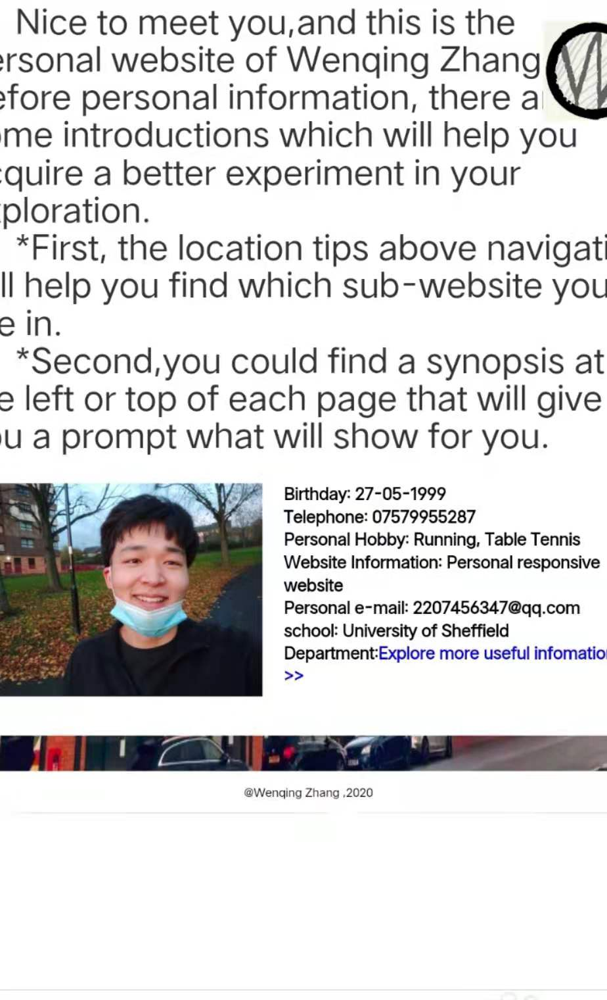 Nice to meet you,and this is the
ersonal website of Wenqing Zhang
efore personal information, there a
me introductions which will help you
quire a better experiment in your
ploration.
*First, the location tips above navigati
ll help you find which sub-website you
e in.
*Second,you could find a synopsis at
e left or top of each page that will give
u a prompt what will show for you.
Birthday: 27-05-1999
Telephone: 07579955287
Personal Hobby: Running, Table Tennis
Website Information: Personal responsive
website
Personal e-mail: 2207456347@qq.com
school: University of Sheffield
Department:Explore more useful infomatio
>>
@Wenqing Zhang ,2020